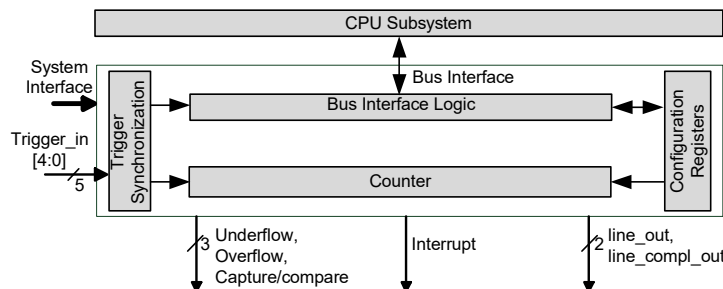 CPU Subsystem
System
Interface
Bus Interface
Bus Interface Logic
Trigger
Synchronization
Configuration
Registers
Trigger_in
[4:0]
5
Counter
3
Underflow,
Overflow,
Capture/compare
Interrupt
2
line_out,
line_compl_out